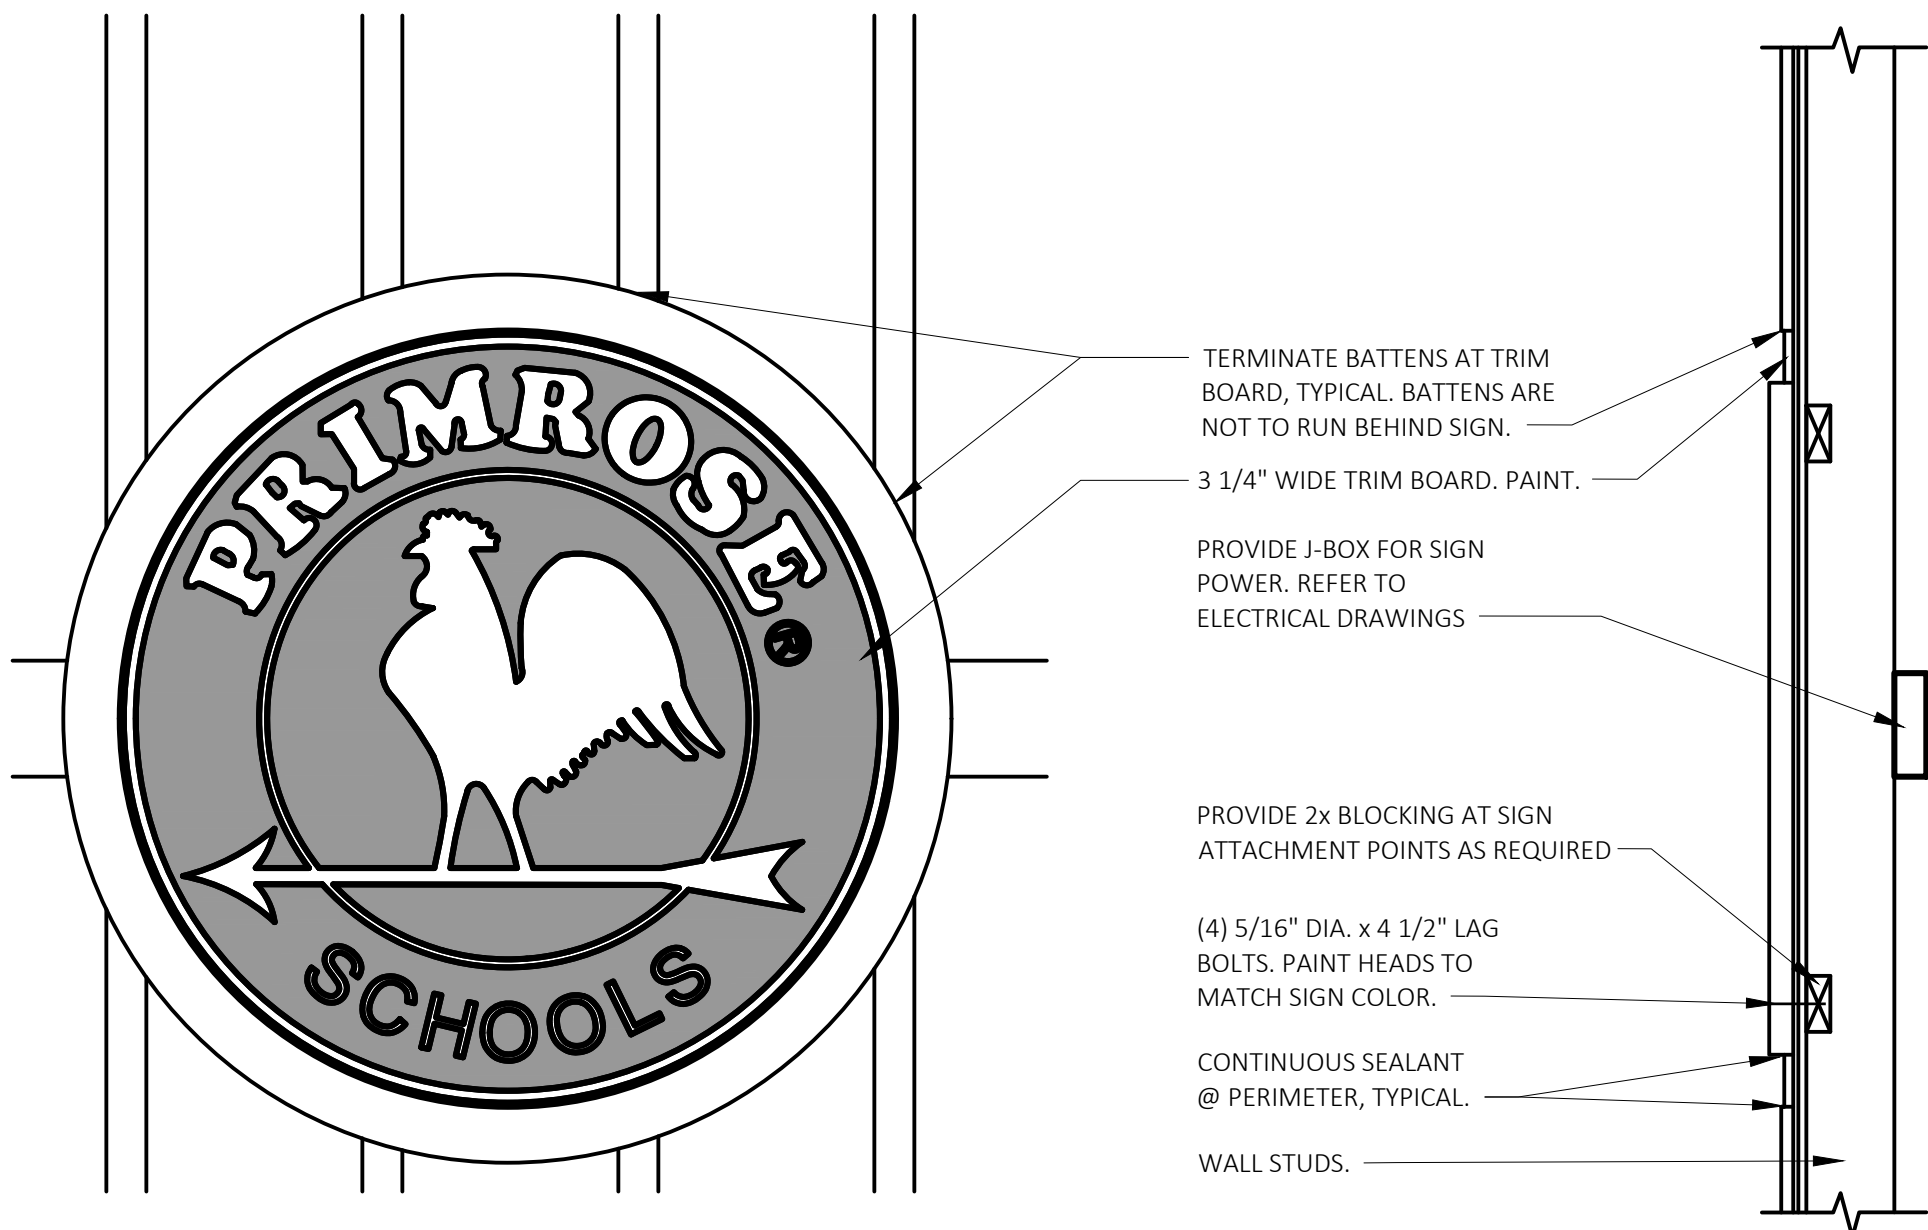 PRIMROSE®
SCHOOLS
TERMINATE BATTENS AT TRIM
BOARD, TYPICAL. BATTENS ARE
NOT TO RUN BEHIND SIGN.
3 1/4" WIDE TRIM BOARD. PAINT.
PROVIDE J-BOX FOR SIGN
POWER. REFER TO
ELECTRICAL DRAWINGS
PROVIDE 2x BLOCKING AT SIGN
ATTACHMENT POINTS AS REQUIRED
(4) 5/16" DIA. x 4 1/2" LAG
BOLTS. PAINT HEADS TO
MATCH SIGN COLOR.
CONTINUOUS SEALANT
@ PERIMETER, TYPICAL.
WALL STUDS.